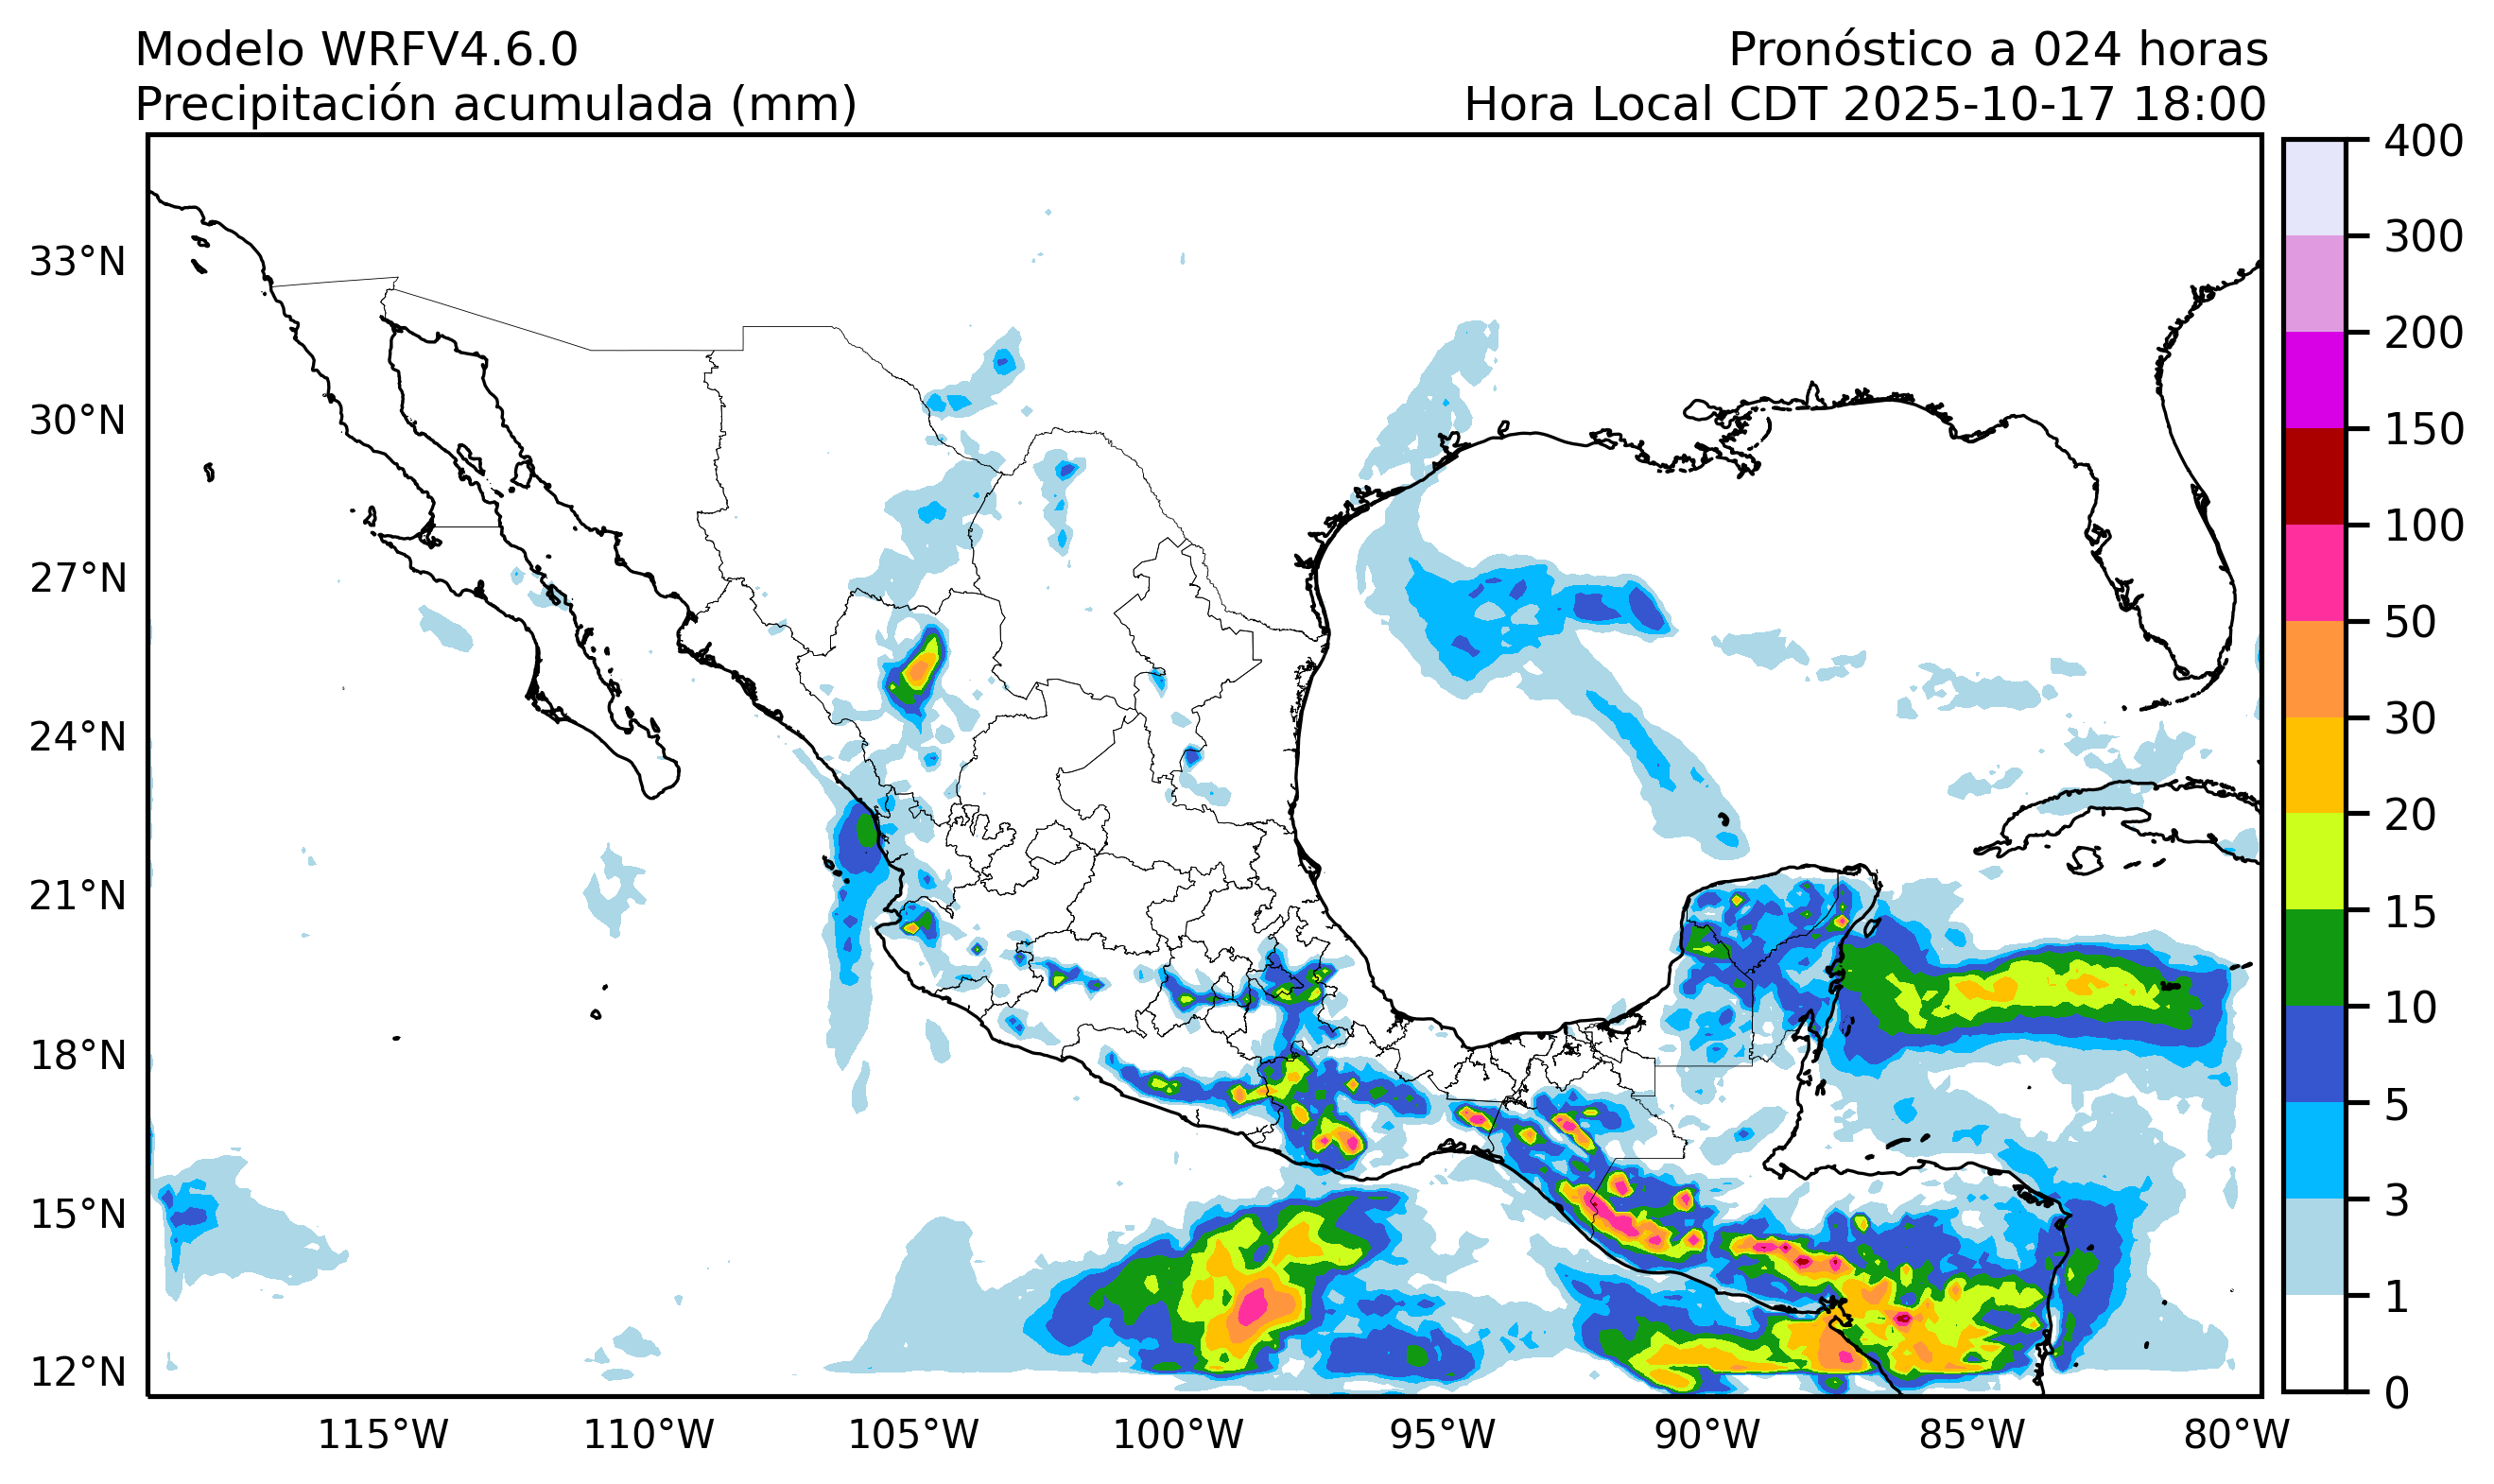 Modelo WRFV4.6.0
Pronóstico a 024 horas
Precipitación acumulada (mm)
Hora Local CDT 2025-10-17 18:00
33°N
30°N
27°N
24°N
21°N
18°N
15°N
12°N
115°W
110°W
105°W
100°W
95°W
90°W
85°W
80°W
400
300
200
150
100
50
30
20
15
10
5
3
1
0